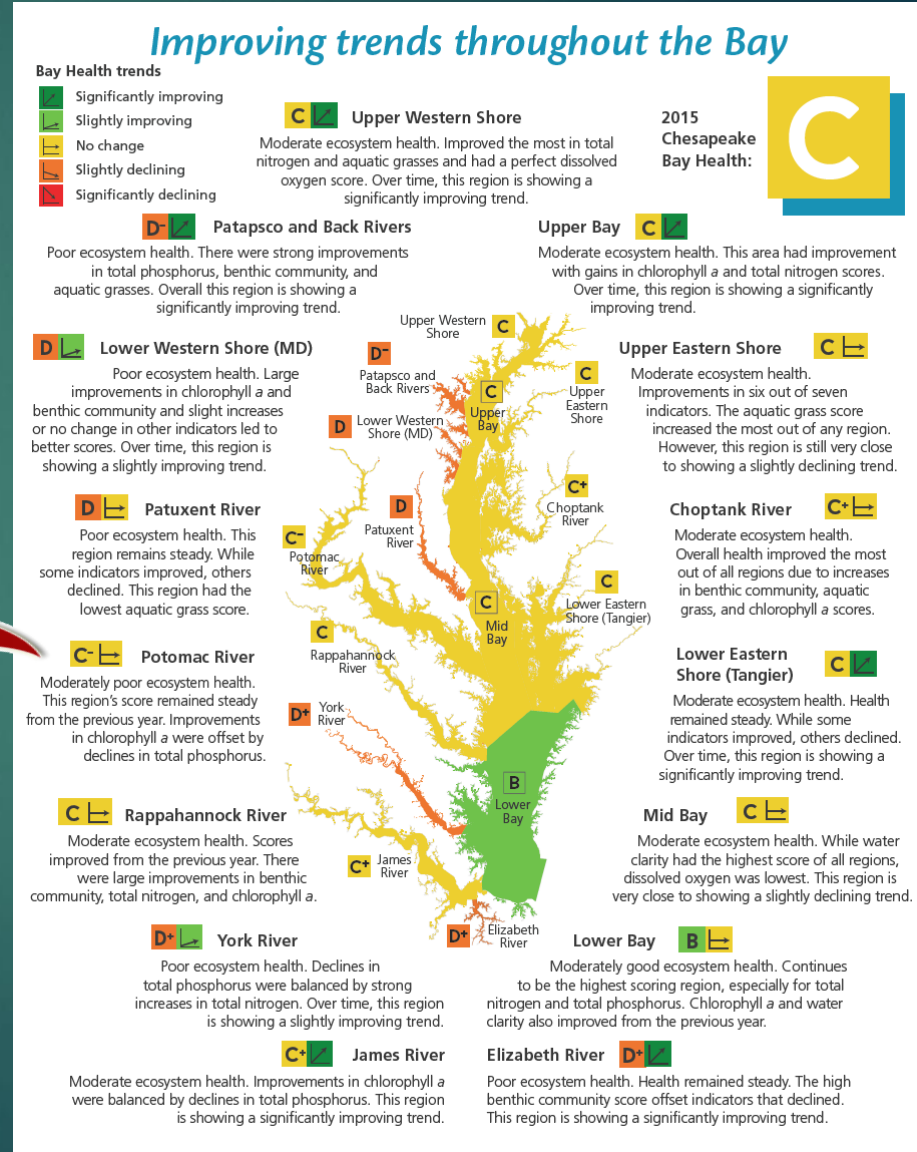 Improving trends throughout the Bay
Bay Health trends
Significantly improving
Slightly improving
No change
Slightly declining
Significantly declining
C Upper Western Shore
Moderate ecosystem health. Improved the most in total
nitrogen and aquatic grasses and had a perfect dissolved
oxygen score. Over time, this region is showing a
significantly improving trend.
2015
Chesapeake
Bay Health:
C
D- Patapsco and Back Rivers
Poor ecosystem health. There were strong improvements
in total phosphorus, benthic community, and
aquatic grasses. Overall this region is showing a
significantly improving trend.
Upper Bay C
Moderate ecosystem health. This area had improvement
with gains in chlorophyll a and total nitrogen scores.
Over time, this region is showing a significantly
improving trend.
D Lower Western Shore (MD)
Poor ecosystem health. Large
improvements in chlorophyll a and
benthic community and slight increases
or no change in other indicators led to
better scores. Over time, this region is
showing a slightly improving trend.
D Patuxent River
Poor ecosystem health. This
region remains steady. While
some indicators improved, others
declined. This region had the
lowest aquatic grass score.
C- Potomac River
Moderately poor ecosystem health.
This region's score remained steady
from the previous year. Improvements
in chlorophyll a were offset by
declines in total phosphorus.
C Rappahannock River
Moderate ecosystem health. Scores
improved from the previous year. There
were large improvements in benthic
community, total nitrogen, and chlorophyll a.
Upper Western
Shore
C
D-
Patapsco and
Back Rivers
C
Upper
Bay
C
Upper
Eastern
Shore
D
Lower Western
Shore (MD)
C+
Choptank
River
D
Patuxent
River
C-
Potomac
River
C
Mid
Bay
C
Lower Eastern
Shore (Tangier)
C
Rappahannock
River
D+
York
River
B
Lower
Bay
C+
James
River
D+
Elizabeth
River
Upper Eastern Shore C
Moderate ecosystem health.
Improvements in six out of seven
indicators. The aquatic grass score
increased the most out of any region.
However, this region is still very close
to showing a slightly declining trend.
Choptank River C+
Moderate ecosystem health.
Overall health improved the most
out of all regions due to increases
in benthic community, aquatic
grass, and chlorophyll a scores.
Lower Eastern
Shore (Tangier) C
Moderate ecosystem health. Health
remained steady. While some
indicators improved, others declined.
Over time, this region is showing a
significantly improving trend.
Mid Bay C
Moderate ecosystem health. While water
clarity had the highest score of all regions,
dissolved oxygen was lowest. This region is
very close to showing a slightly declining trend.
D+ York River
Poor ecosystem health. Declines in
total phosphorus were balanced by strong
increases in total nitrogen. Over time, this region
is showing a slightly improving trend.
Lower Bay B
Moderately good ecosystem health. Continues
to be the highest scoring region, especially for total
nitrogen and total phosphorus. Chlorophyll a and water
clarity also improved from the previous year.
C+ James River
Moderate ecosystem health. Improvements in chlorophyll a
were balanced by declines in total phosphorus. This region
is showing a significantly improving trend.
Elizabeth River D+
Poor ecosystem health. Health remained steady. The high
benthic community score offset indicators that declined.
This region is showing a significantly improving trend.